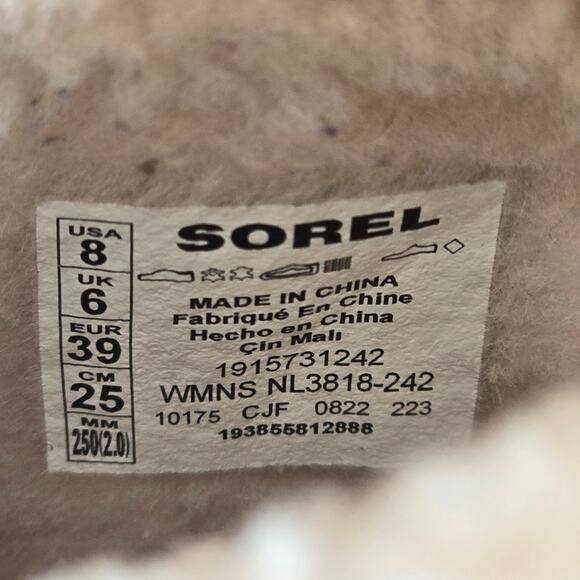 USA
8
UK
6
EUR
39
CM
25
MM
250(2.0)
SOREL
MADE IN CHINA
Fabriqué En Chine
Hecho en China
Çin Malı
1915731242
WMNS NL3818-242
10175 CJF 0822 223
193855812888